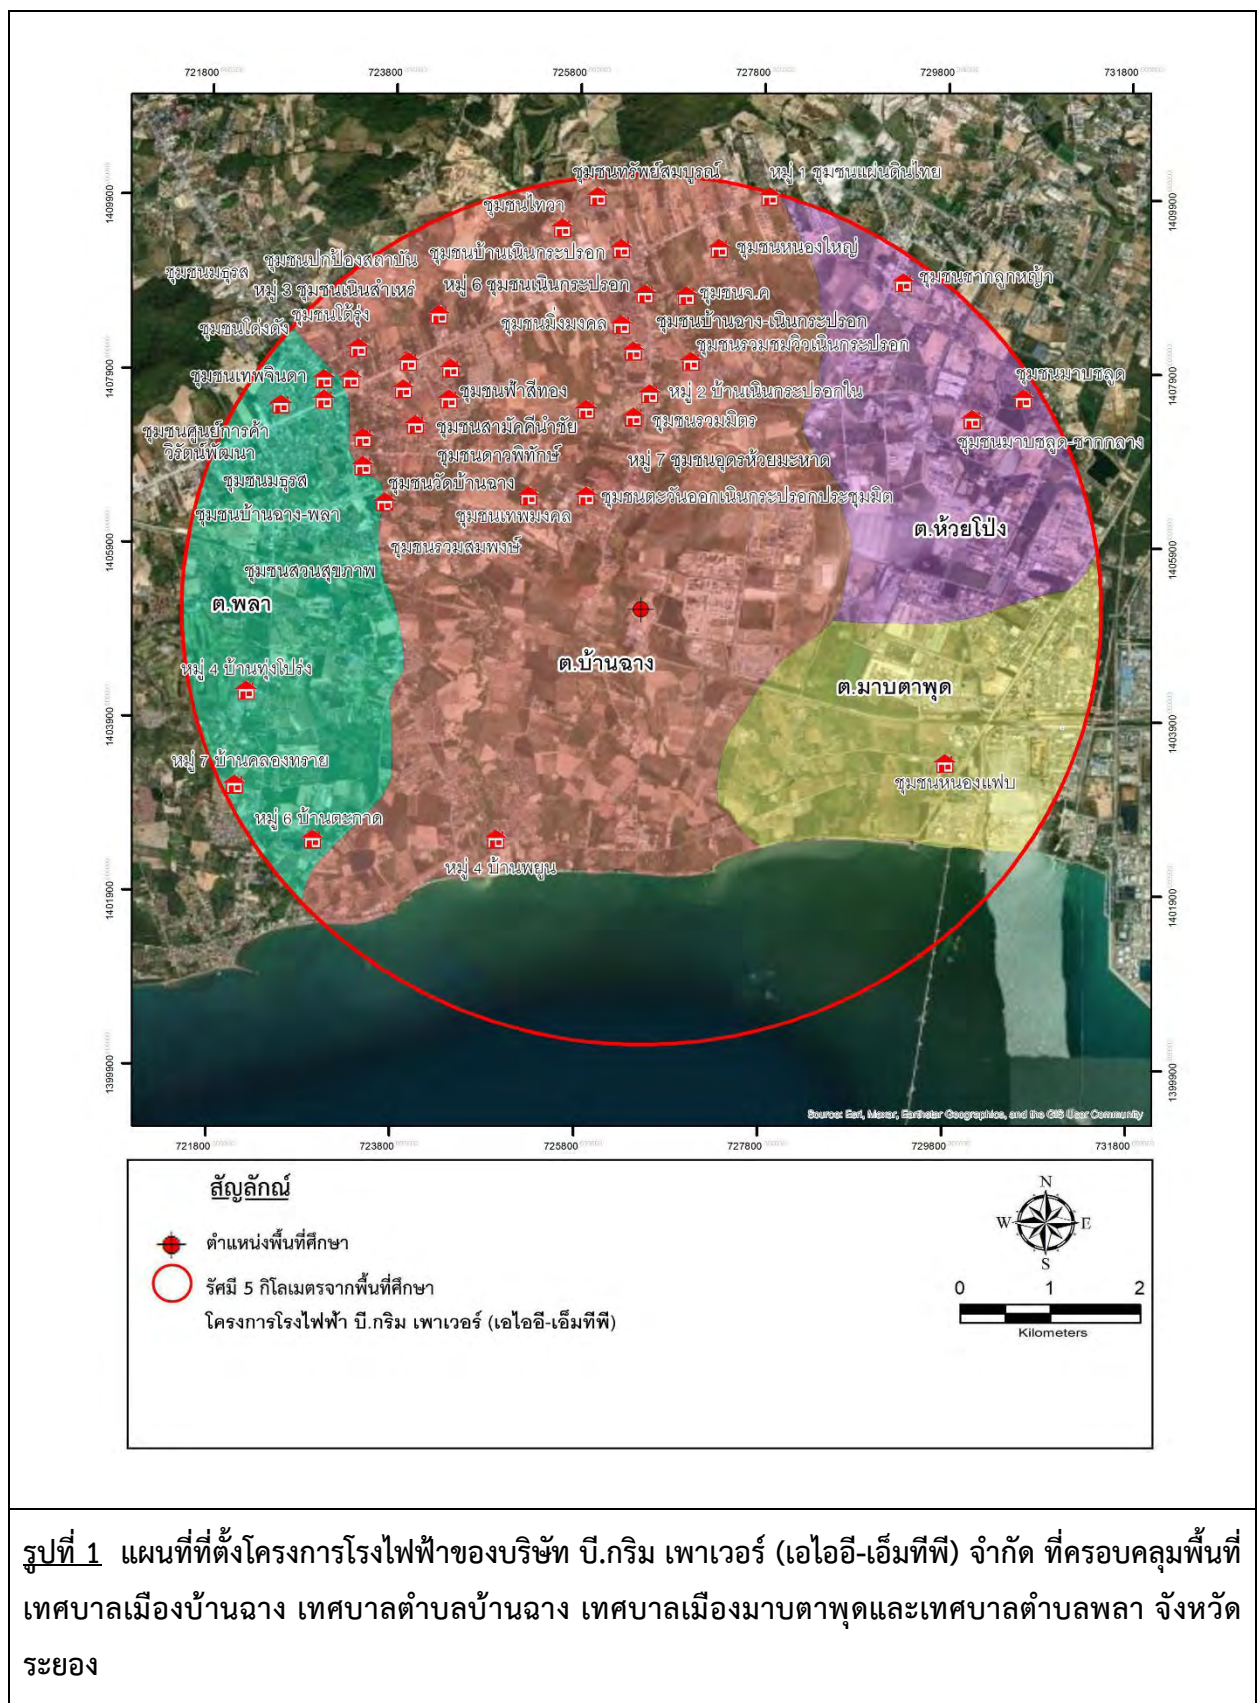 721800 723800 725800 727800 729800 731800
ชุมชนทรัพย์สมบูรณ์ หมู่ 1 ชุมชนแผ่นดินไทย
1409900 1409900
ชุมชนไทวา
ชุมชนปกป้องสถาบัน ชุมชนบ้านเนินกระปรอก ชุมชนหนองใหญ่
ชุมชนมธุรส ชุมชนซากลูกหญ้า
หมู่ 3 ชุมชนเนินสำเหร่ หมู่ 6 ชุมชนเนินกระปรอก ชุมชนจ.ค
ชุมชนโต้รุ่ง
ชุมชนโด่งดัง ชุมชนมิ่งมงคล ชุมชนบ้านฉาง-เนินกระปรอก
ชุมชนรวมชมวิวเนินกระปรอก
1407900 1407900
ชุมชนเทพจินดา ชุมชนฟ้าสีทอง หมู่ 2 บ้านเนินกระปรอกใน ชุมชนมาบชลูด
ชุมชนศูนย์การค้า ชุมชนสามัคคีนำชัย ชุมชนรวมมิตร ชุมชนมาบชลูด-ซากกลาง
วิรัตน์พัฒนา ชุมชนดาวพิทักษ์ หมู่ 7 ชุมชนอุดรห้วยมะหาด
ชุมชนมธุรส ชุมชนวัดบ้านฉาง
ชุมชนบ้านฉาง-พลา ชุมชนเทพมงคล ชุมชนตะวันออกเนินกระปรอกประชุมมิต
ต.ห้วยโป่ง
ชุมชนรวมสมพงษ์
1405900 1405900
ชุมชนสวนสุขภาพ
ต.พลา
หมู่ 4 บ้านทุ่งโปร่ง ต.บ้านฉาง
ต.มาบตาพุด
1403900 1403900
หมู่ 7 บ้านคลองทราย
ชุมชนหนองแฟบ
หมู่ 6 บ้านตะกาด
หมู่ 4 บ้านพยูน
1401900 1401900
1399900 1399900
Source: Esri, Maxar, Earthstar Geographics, and the GIS User Community
721800 723800 725800 727800 729800 731800
สัญลักณ์
ตำแหน่งพื้นที่ศึกษา
รัศมี 5 กิโลเมตรจากพื้นที่ศึกษา
โครงการโรงไฟฟ้า บี.กริม เพาเวอร์ (เอไออี-เอ็มทีพี)
N
W E
S
0 1 2
Kilometers
รูปที่ 1 แผนที่ที่ตั้งโครงการโรงไฟฟ้าของบริษัท บี.กริม เพาเวอร์ (เอไออี-เอ็มทีพี) จำกัด ที่ครอบคลุมพื้นที่
เทศบาลเมืองบ้านฉาง เทศบาลตำบลบ้านฉาง เทศบาลเมืองมาบตาพุดและเทศบาลตำบลพลา จังหวัด
ระยอง